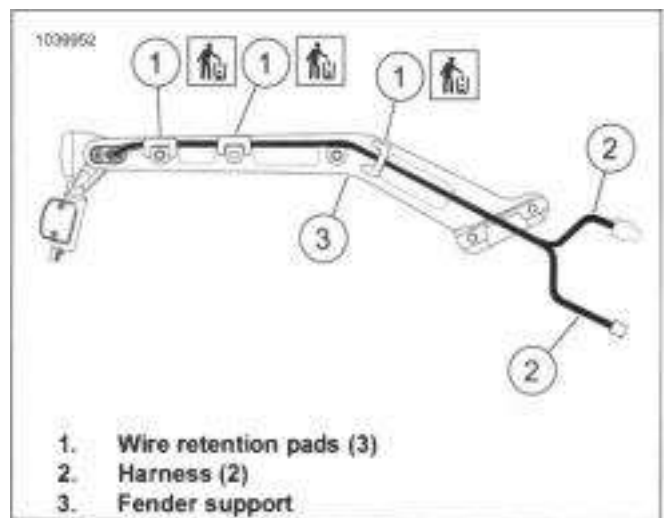 1039952
1 1 1
2
3
2
1. Wire retention pads (3)
2. Harness (2)
3. Fender support